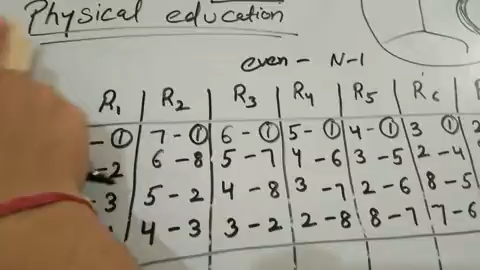 Physical education
even - N-1
R₁ R₂ R₃ R₄ R₅ R₆
- ① 7 - ① 6 - ① 5 - ① 4 - ① 3 ①
- 2 6 - 8 5 - 7 4 - 6 3 - 5 2 - 4
- 3 5 - 2 4 - 8 3 - 7 2 - 6 8 - 5
4 - 3 3 - 2 2 - 8 8 - 7 7 - 6